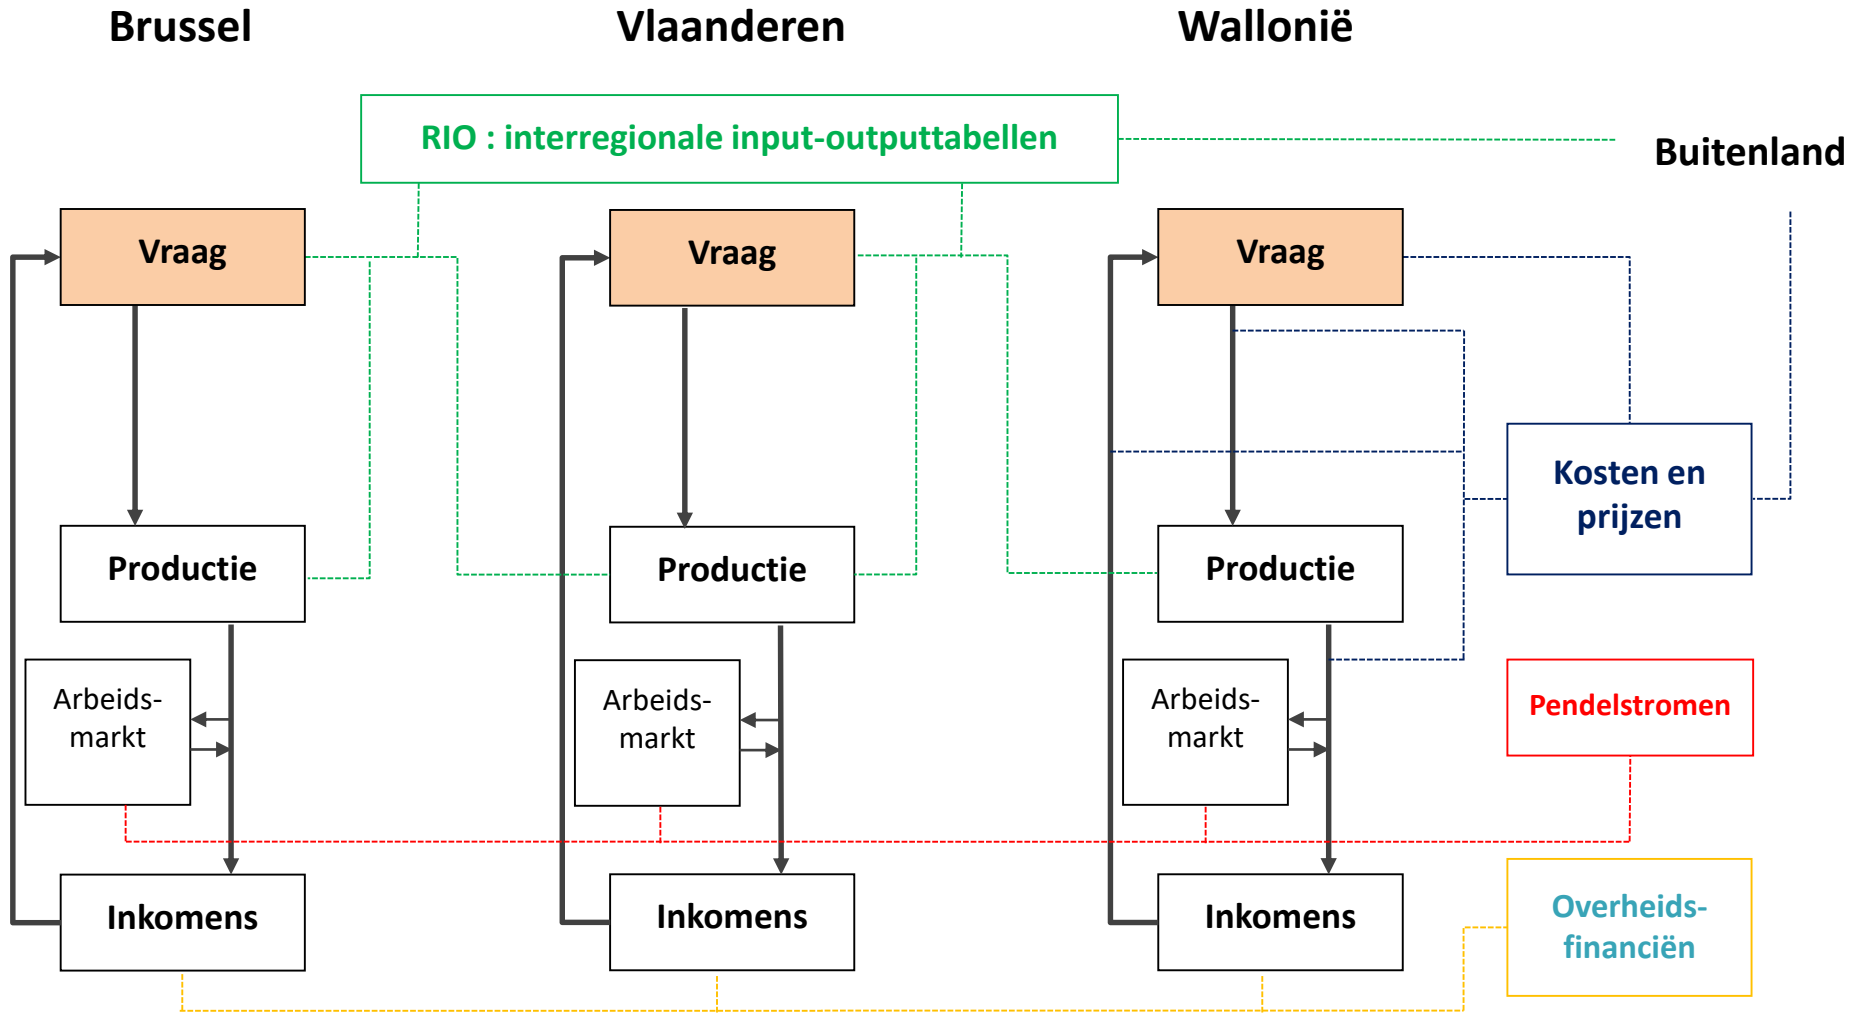 Brussel
Vlaanderen
Wallonië
RIO : interregionale input-outputtabellen
Buitenland
Vraag
Vraag
Vraag
Kosten en
prijzen
Productie
Productie
Productie
Arbeids-
markt
Arbeids-
markt
Arbeids-
markt
Pendelstromen
Inkomens
Inkomens
Inkomens
Overheids-
financiën